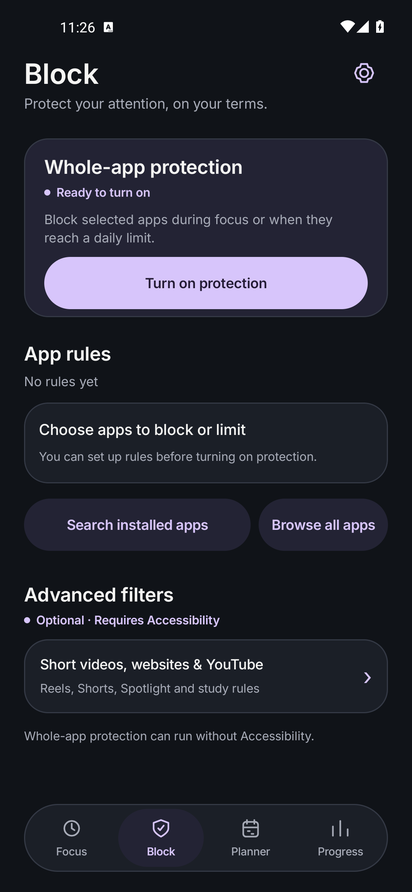 11:26 A
Block
Protect your attention, on your terms.
Whole-app protection
Ready to turn on
Block selected apps during focus or when they
reach a daily limit.
Turn on protection
App rules
No rules yet
Choose apps to block or limit
You can set up rules before turning on protection.
Search installed apps
Browse all apps
Advanced filters
Optional · Requires Accessibility
Short videos, websites & YouTube
Reels, Shorts, Spotlight and study rules
Whole-app protection can run without Accessibility.
Focus
Block
Planner
Progress